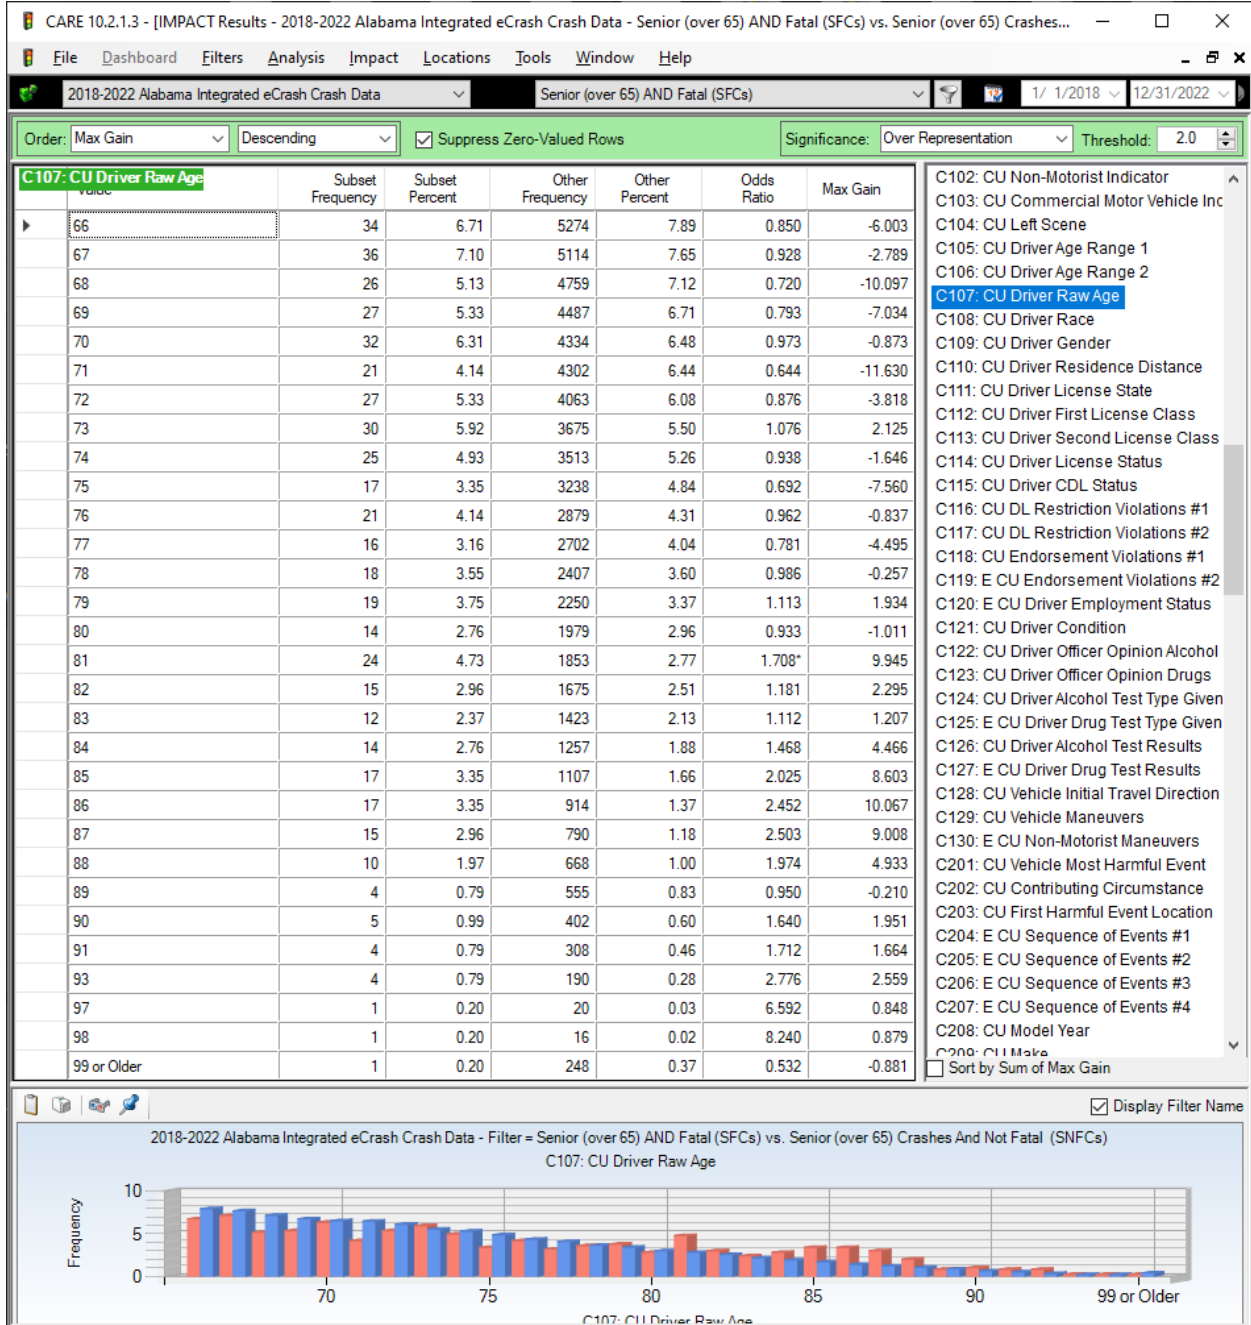 CARE 10.2.1.3 - [IMPACT Results - 2018-2022 Alabama Integrated eCrash Crash Data - Senior (over 65) AND Fatal (SFCs) vs. Senior (over 65) Crashes...
File Dashboard Filters Analysis Impact Locations Tools Window Help
2018-2022 Alabama Integrated eCrash Crash Data Senior (over 65) AND Fatal (SFCs) 1/ 1/2018 12/31/2022
Order: Max Gain Descending Suppress Zero-Valued Rows Significance: Over Representation Threshold: 2.0
C107: CU Driver Raw Age
Value Subset Frequency Subset Percent Other Frequency Other Percent Odds Ratio Max Gain
66 34 6.71 5274 7.89 0.850 -6.003
67 36 7.10 5114 7.65 0.928 -2.789
68 26 5.13 4759 7.12 0.720 -10.097
69 27 5.33 4487 6.71 0.793 -7.034
70 32 6.31 4334 6.48 0.973 -0.873
71 21 4.14 4302 6.44 0.644 -11.630
72 27 5.33 4063 6.08 0.876 -3.818
73 30 5.92 3675 5.50 1.076 2.125
74 25 4.93 3513 5.26 0.938 -1.646
75 17 3.35 3238 4.84 0.692 -7.560
76 21 4.14 2879 4.31 0.962 -0.837
77 16 3.16 2702 4.04 0.781 -4.495
78 18 3.55 2407 3.60 0.986 -0.257
79 19 3.75 2250 3.37 1.113 1.934
80 14 2.76 1979 2.96 0.933 -1.011
81 24 4.73 1853 2.77 1.708* 9.945
82 15 2.96 1675 2.51 1.181 2.295
83 12 2.37 1423 2.13 1.112 1.207
84 14 2.76 1257 1.88 1.468 4.466
85 17 3.35 1107 1.66 2.025 8.603
86 17 3.35 914 1.37 2.452 10.067
87 15 2.96 790 1.18 2.503 9.008
88 10 1.97 668 1.00 1.974 4.933
89 4 0.79 555 0.83 0.950 -0.210
90 5 0.99 402 0.60 1.640 1.951
91 4 0.79 308 0.46 1.712 1.664
93 4 0.79 190 0.28 2.776 2.559
97 1 0.20 20 0.03 6.592 0.848
98 1 0.20 16 0.02 8.240 0.879
99 or Older 1 0.20 248 0.37 0.532 -0.881
C102: CU Non-Motorist Indicator
C103: CU Commercial Motor Vehicle Inc
C104: CU Left Scene
C105: CU Driver Age Range 1
C106: CU Driver Age Range 2
C107: CU Driver Raw Age
C108: CU Driver Race
C109: CU Driver Gender
C110: CU Driver Residence Distance
C111: CU Driver License State
C112: CU Driver First License Class
C113: CU Driver Second License Class
C114: CU Driver License Status
C115: CU Driver CDL Status
C116: CU DL Restriction Violations #1
C117: CU DL Restriction Violations #2
C118: CU Endorsement Violations #1
C119: E CU Endorsement Violations #2
C120: E CU Driver Employment Status
C121: CU Driver Condition
C122: CU Driver Officer Opinion Alcohol
C123: CU Driver Officer Opinion Drugs
C124: CU Driver Alcohol Test Type Given
C125: E CU Driver Drug Test Type Given
C126: CU Driver Alcohol Test Results
C127: E CU Driver Drug Test Results
C128: CU Vehicle Initial Travel Direction
C129: CU Vehicle Maneuvers
C130: E CU Non-Motorist Maneuvers
C201: CU Vehicle Most Harmful Event
C202: CU Contributing Circumstance
C203: CU First Harmful Event Location
C204: E CU Sequence of Events #1
C205: E CU Sequence of Events #2
C206: E CU Sequence of Events #3
C207: E CU Sequence of Events #4
C208: CU Model Year
C209: CU Make
Sort by Sum of Max Gain
Display Filter Name
2018-2022 Alabama Integrated eCrash Crash Data - Filter = Senior (over 65) AND Fatal (SFCs) vs. Senior (over 65) Crashes And Not Fatal (SNFCs)
C107: CU Driver Raw Age
Frequency
10
5
0
70 75 80 85 90 99 or Older
C107: CU Driver Raw Age